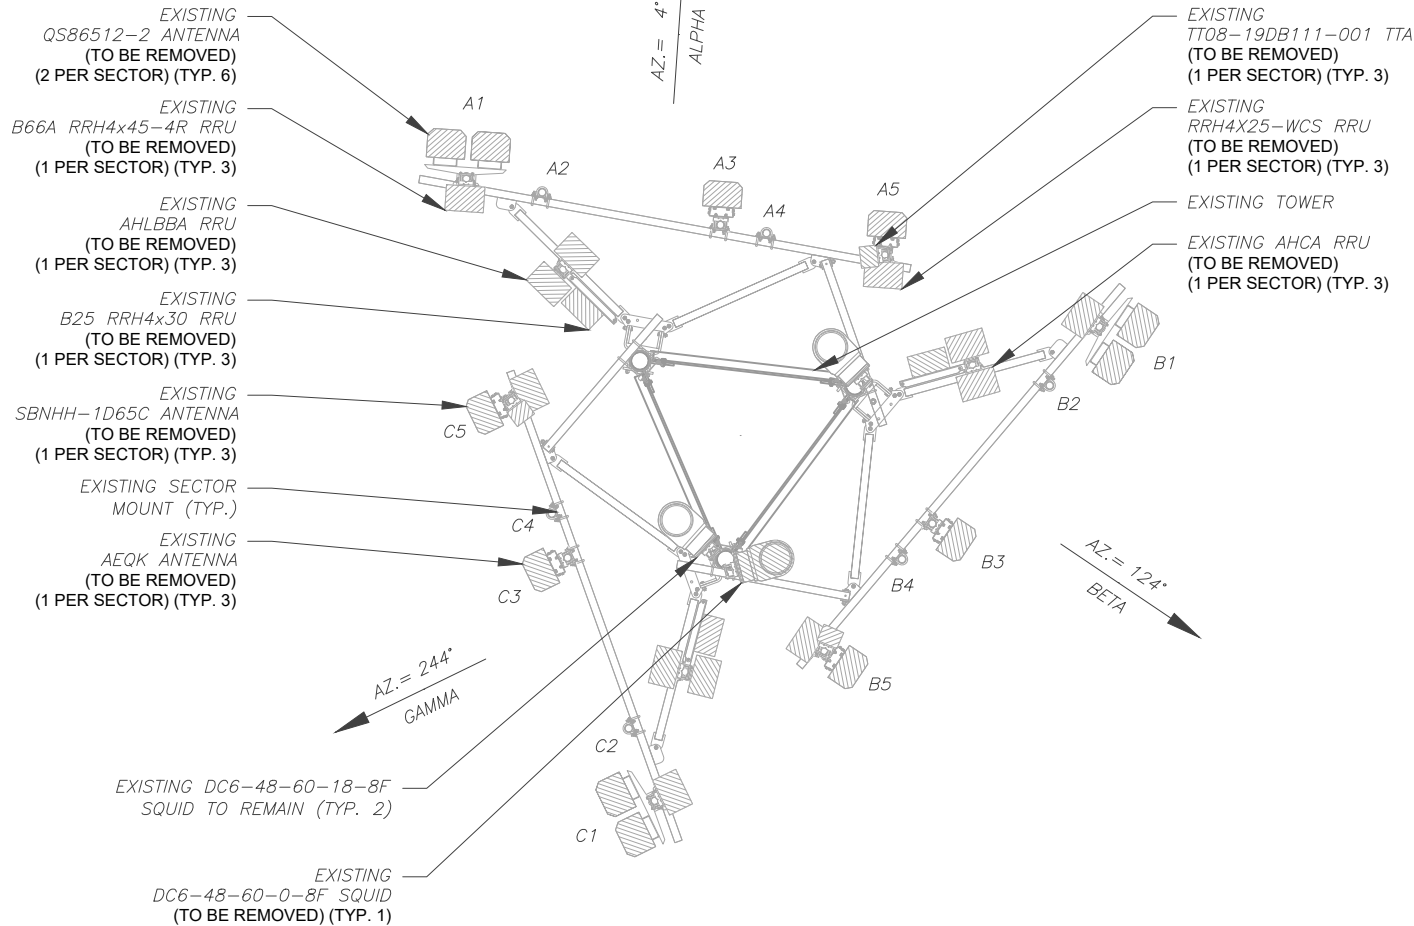 EXISTING
QS86512-2 ANTENNA
(TO BE REMOVED)
(2 PER SECTOR) (TYP. 6)
EXISTING
B66A RRH4x45-4R RRU
(TO BE REMOVED)
(1 PER SECTOR) (TYP. 3)
EXISTING
AHLBBA RRU
(TO BE REMOVED)
(1 PER SECTOR) (TYP. 3)
EXISTING
B25 RRH4x30 RRU
(TO BE REMOVED)
(1 PER SECTOR) (TYP. 3)
EXISTING
SBNHH-1D65C ANTENNA
(TO BE REMOVED)
(1 PER SECTOR) (TYP. 3)
EXISTING SECTOR
MOUNT (TYP.)
EXISTING
AEQK ANTENNA
(TO BE REMOVED)
(1 PER SECTOR) (TYP. 3)
EXISTING DC6-48-60-18-8F
SQUID TO REMAIN (TYP. 2)
EXISTING
DC6-48-60-0-8F SQUID
(TO BE REMOVED) (TYP. 1)
AZ.= 4°
ALPHA
A1
A2
A3
A4
A5
EXISTING
TT08-19DB111-001 TTA
(TO BE REMOVED)
(1 PER SECTOR) (TYP. 3)
EXISTING
RRH4X25-WCS RRU
(TO BE REMOVED)
(1 PER SECTOR) (TYP. 3)
EXISTING TOWER
EXISTING AHCA RRU
(TO BE REMOVED)
(1 PER SECTOR) (TYP. 3)
B1
B2
B3
B4
B5
AZ.= 124°
BETA
C5
C4
C3
C2
C1
AZ.= 244°
GAMMA